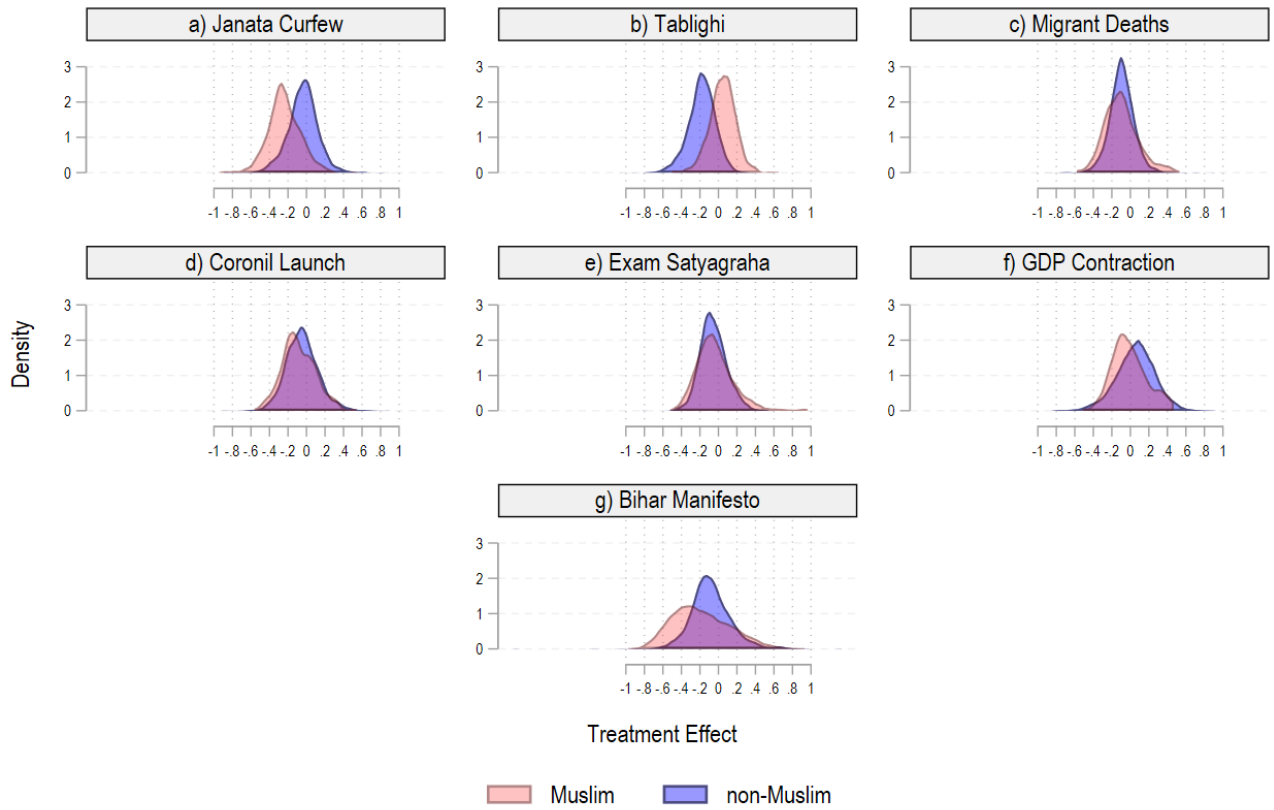 a) Janata Curfew
b) Tablighi
c) Migrant Deaths
3
2
1
0
-1 -.8 -.6 -.4 -.2 0 .2 .4 .6 .8 1
3
2
1
0
-1 -.8 -.6 -.4 -.2 0 .2 .4 .6 .8 1
3
2
1
0
-1 -.8 -.6 -.4 -.2 0 .2 .4 .6 .8 1
d) Coronil Launch
e) Exam Satyagraha
f) GDP Contraction
Density
3
2
1
0
-1 -.8 -.6 -.4 -.2 0 .2 .4 .6 .8 1
3
2
1
0
-1 -.8 -.6 -.4 -.2 0 .2 .4 .6 .8 1
3
2
1
0
-1 -.8 -.6 -.4 -.2 0 .2 .4 .6 .8 1
g) Bihar Manifesto
3
2
1
0
-1 -.8 -.6 -.4 -.2 0 .2 .4 .6 .8 1
Treatment Effect
Muslim
non-Muslim